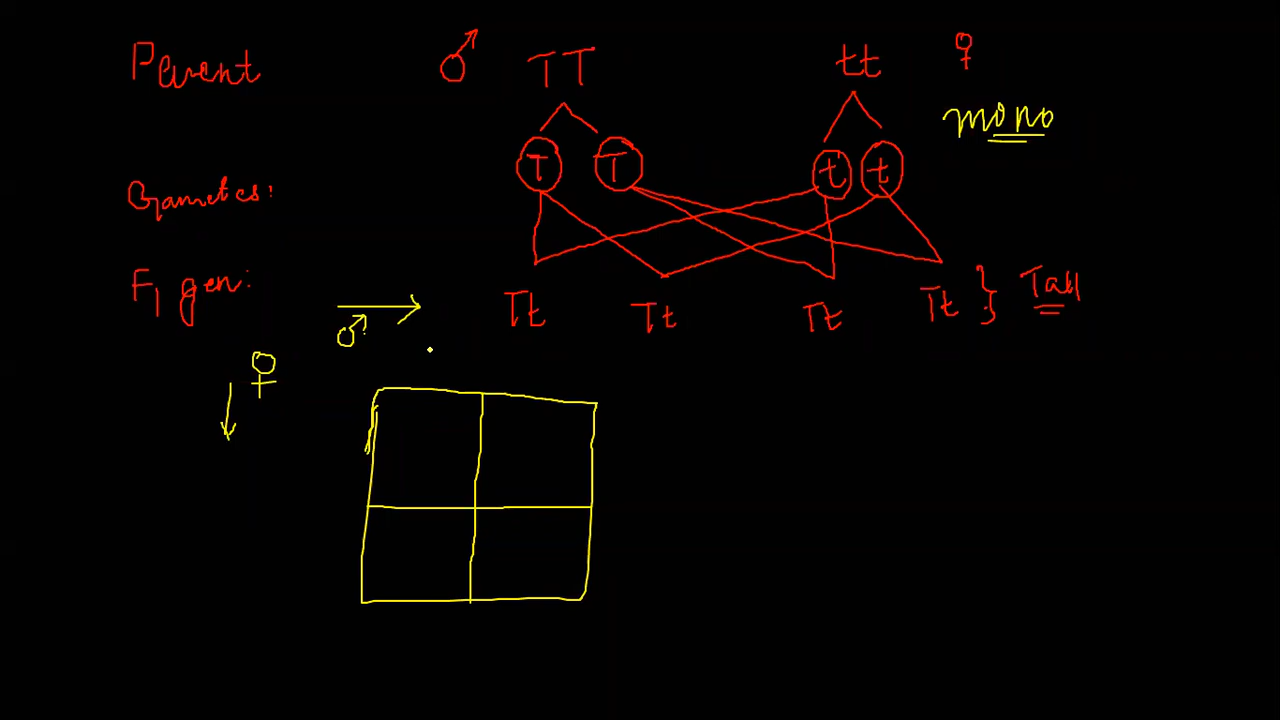 Parent ♂ TT tt ♀
mono
T T t t
Gametes:
F1 gen: Tt Tt Tt Tt } Tall
♂
♀